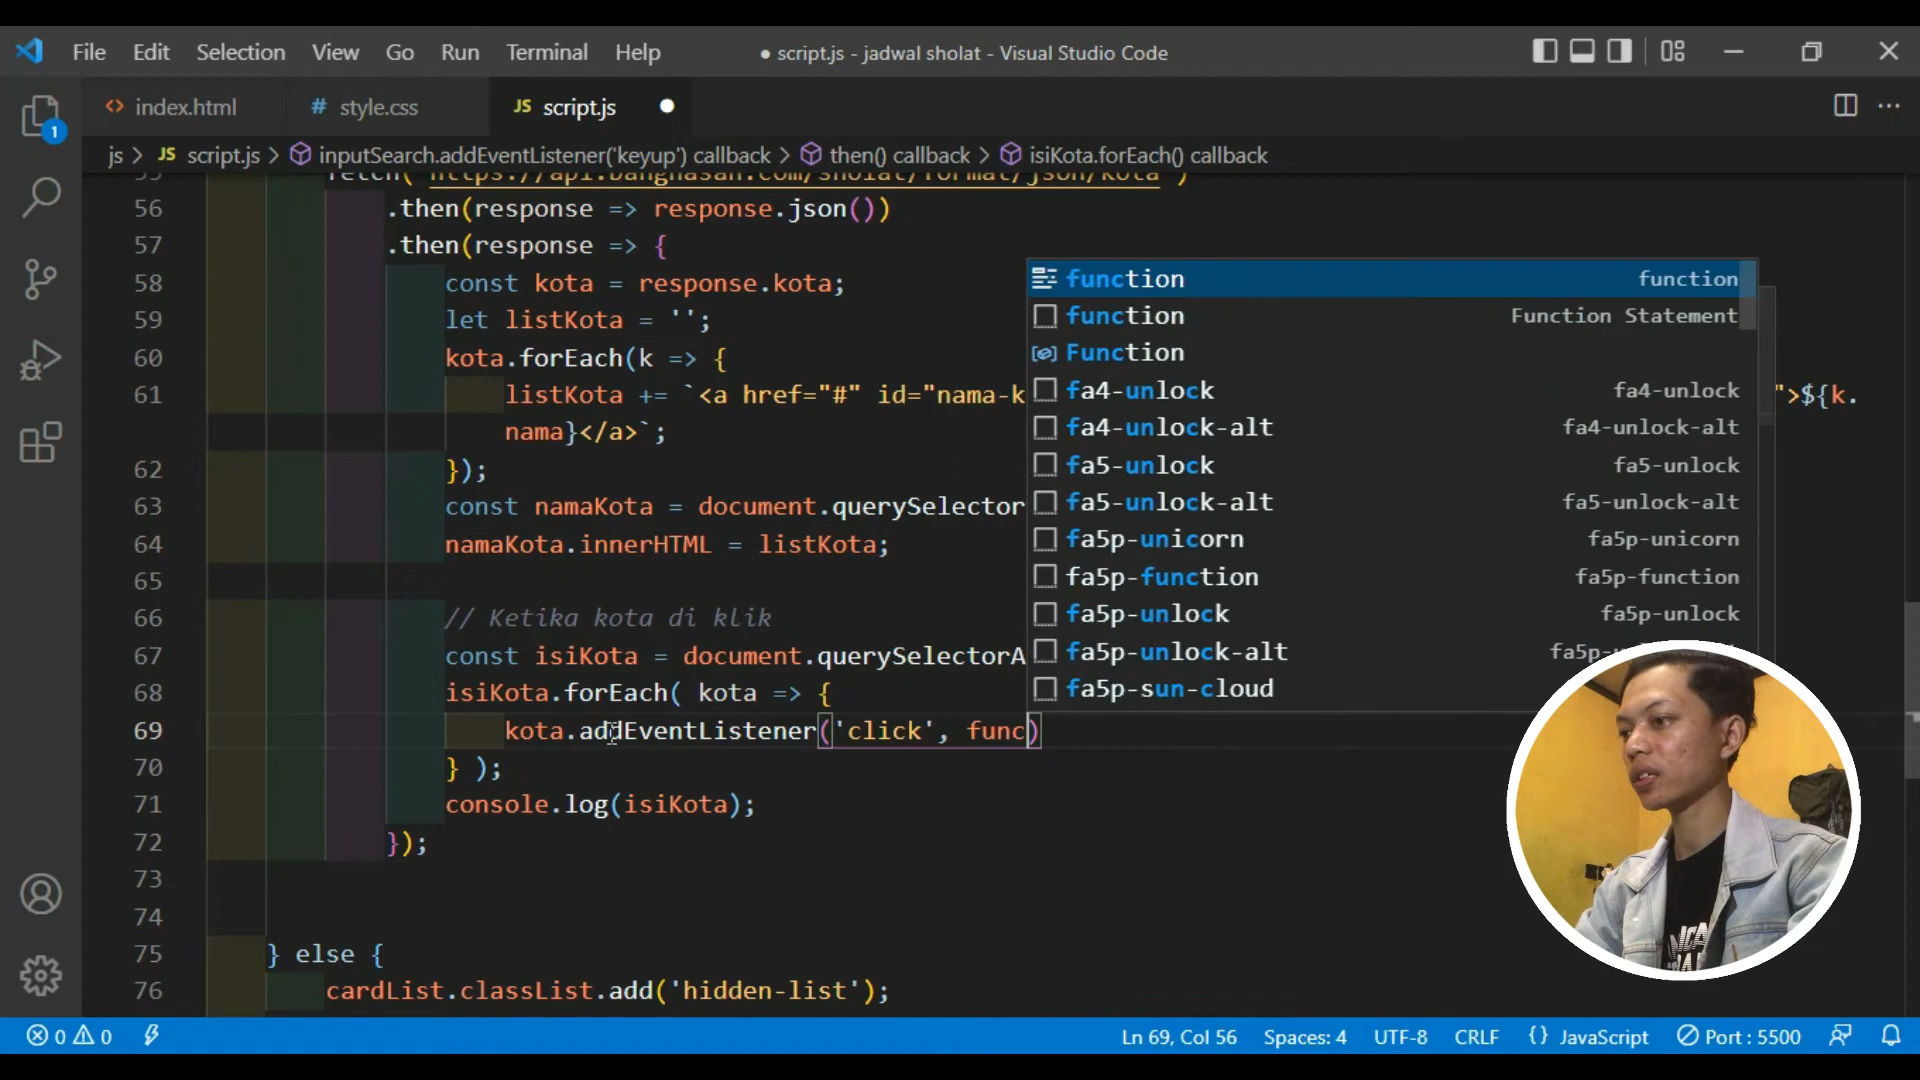 File Edit Selection View Go Run Terminal Help ● script.js - jadwal sholat - Visual Studio Code
<> index.html # style.css JS script.js
js > JS script.js > inputSearch.addEventListener('keyup') callback > then() callback > isiKota.forEach() callback
fetch('https://api.banghasan.com/sholat/format/json/kota')
56 .then(response => response.json())
57 .then(response => {
58 const kota = response.kota;
59 let listKota = '';
60 kota.forEach(k => {
61 listKota += `<a href="#" id="nama-k ">${k.
nama}</a>`;
62 });
63 const namaKota = document.querySelector
64 namaKota.innerHTML = listKota;
65
66 // Ketika kota di klik
67 const isiKota = document.querySelectorA
68 isiKota.forEach( kota => {
69 kota.addEventListener('click', func)
70 } );
71 console.log(isiKota);
72 });
73
74
75 } else {
76 cardList.classList.add('hidden-list');
function function
function Function Statement
Function
fa4-unlock fa4-unlock
fa4-unlock-alt fa4-unlock-alt
fa5-unlock fa5-unlock
fa5-unlock-alt fa5-unlock-alt
fa5p-unicorn fa5p-unicorn
fa5p-function fa5p-function
fa5p-unlock fa5p-unlock
fa5p-unlock-alt
fa5p-sun-cloud
1
0 0 Ln 69, Col 56 Spaces: 4 UTF-8 CRLF {} JavaScript Port : 5500